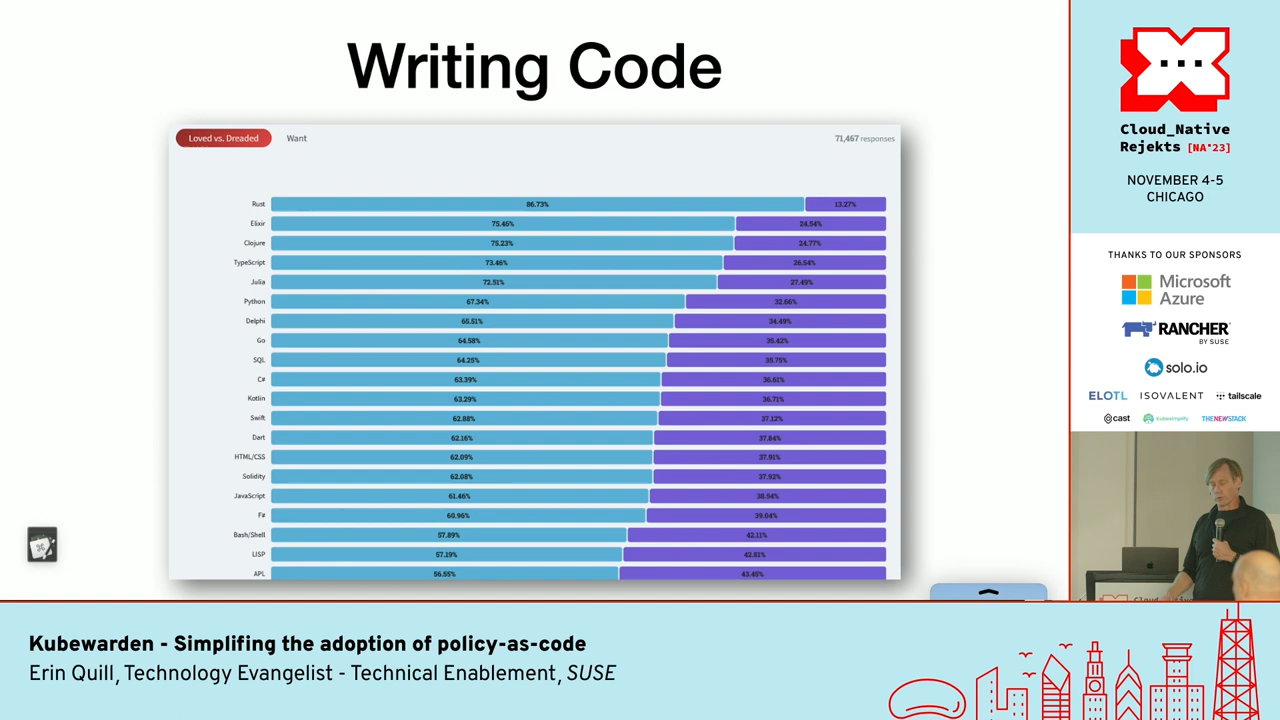 Writing Code
Loved vs. Dreaded Want 71,467 responses
Rust 86.73% 13.27%
Elixir 75.46% 24.54%
Clojure 75.23% 24.77%
TypeScript 73.46% 26.54%
Julia 72.51% 27.49%
Python 67.34% 32.66%
Delphi 65.51% 34.49%
Go 64.58% 35.42%
SQL 64.25% 35.75%
C# 63.39% 36.61%
Kotlin 63.29% 36.71%
Swift 62.88% 37.12%
Dart 62.16% 37.84%
HTML/CSS 62.09% 37.91%
Solidity 62.08% 37.92%
JavaScript 61.46% 38.54%
F# 60.96% 39.04%
Bash/Shell 57.89% 42.11%
LISP 57.19% 42.81%
APL 56.55% 43.45%
Cloud_Native
Rejekts [NA'23]
NOVEMBER 4-5
CHICAGO
THANKS TO OUR SPONSORS
Microsoft
Azure
RANCHER
BY SUSE
solo.io
ELOTL ISOVALENT tailscale
cast kubesimplify THENEWSTACK
Kubewarden - Simplifing the adoption of policy-as-code
Erin Quill, Technology Evangelist - Technical Enablement, SUSE